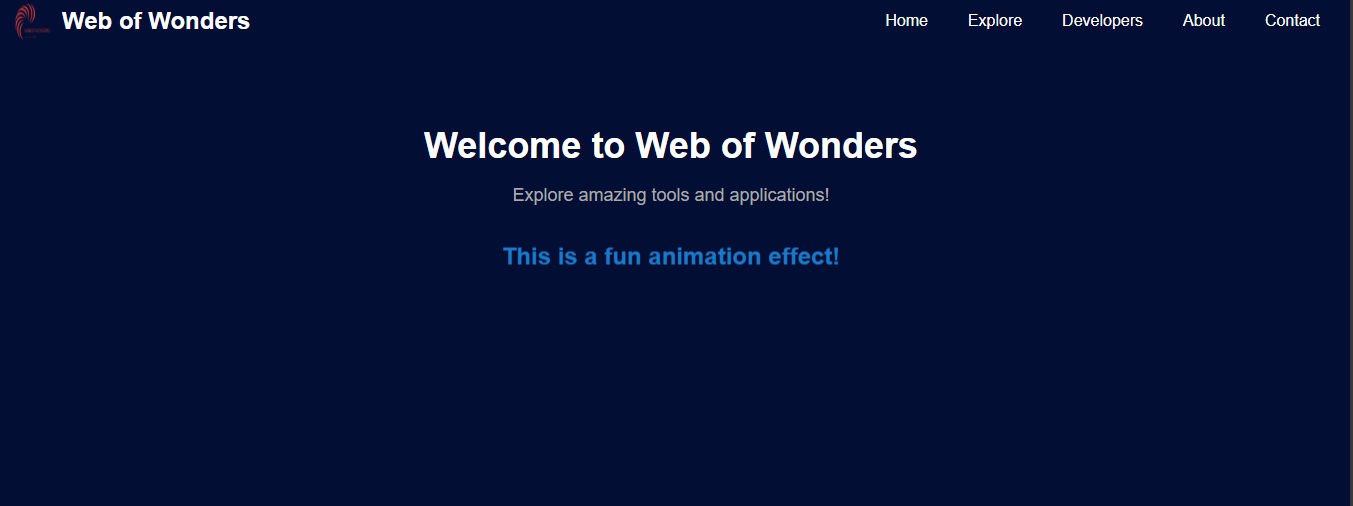 Web of Wonders
Home Explore Developers About Contact
Welcome to Web of Wonders
Explore amazing tools and applications!
This is a fun animation effect!